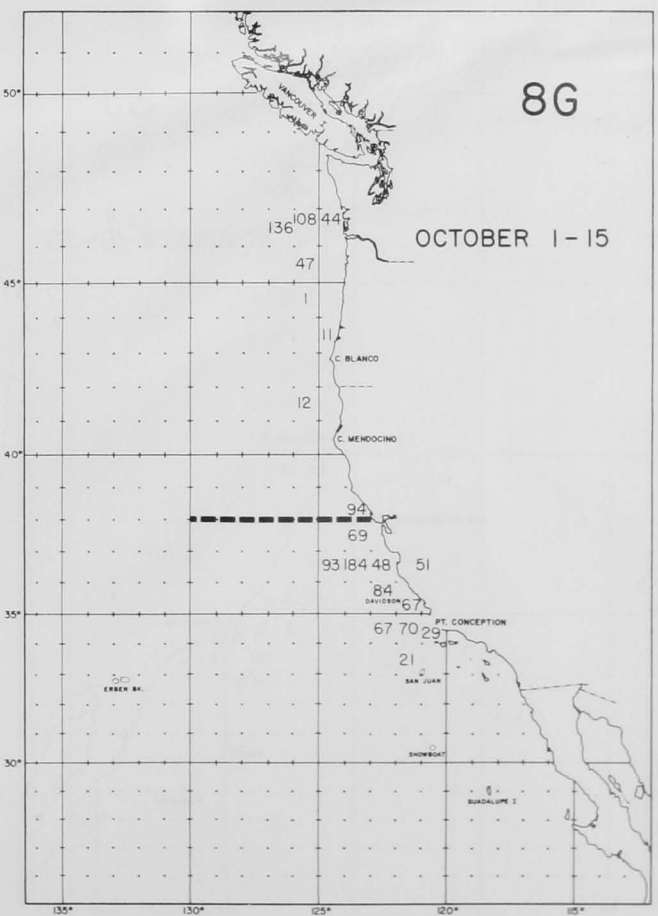 8G
50°
VANCOUVER I.
136 108 44
OCTOBER 1-15
47
45°
1
11
C. BLANCO
12
C. MENDOCINO
40°
94
69
93 184 48 51
84
DAVIDSON
67
35°
PT. CONCEPTION
67 70 29
21
SAN JUAN
ERBEN BK.
SHOWBOAT
30°
GUADALUPE I.
135° 130° 125° 120° 115°